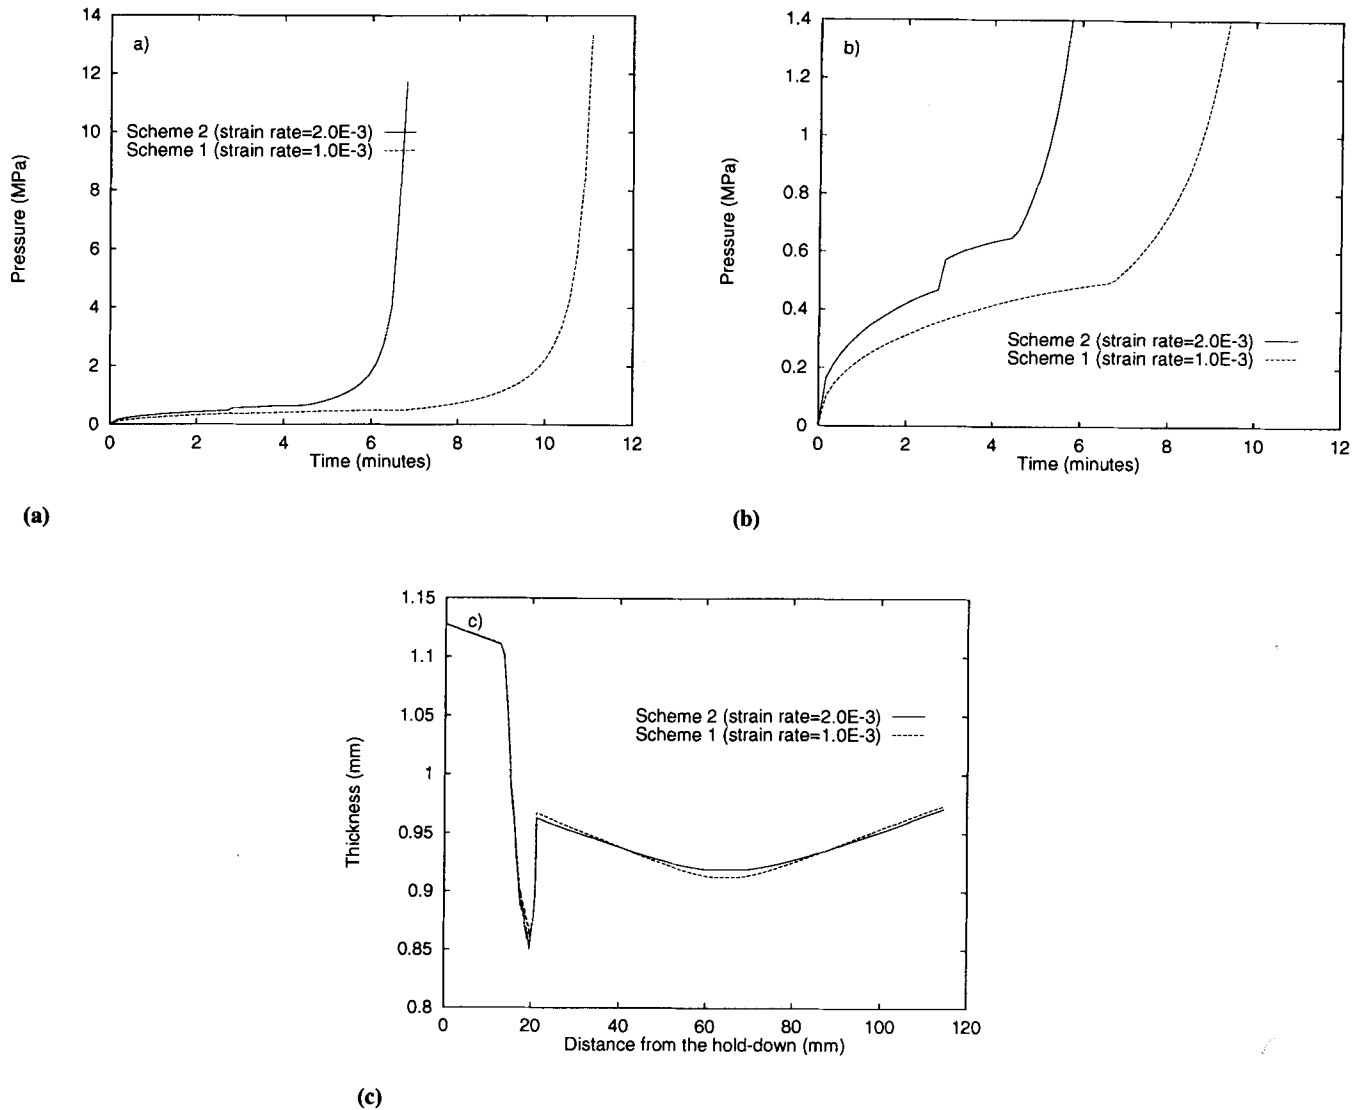 14
12
10
8
6
4
2
0
a)
Scheme 2 (strain rate=2.0E-3)
Scheme 1 (strain rate=1.0E-3)
Pressure (MPa)
0 2 4 6 8 10 12
Time (minutes)
(a)
1.4
1.2
1
0.8
0.6
0.4
0.2
0
b)
Pressure (MPa)
Scheme 2 (strain rate=2.0E-3)
Scheme 1 (strain rate=1.0E-3)
0 2 4 6 8 10 12
Time (minutes)
(b)
1.15
1.1
1.05
1
0.95
0.9
0.85
0.8
c)
Scheme 2 (strain rate=2.0E-3)
Scheme 1 (strain rate=1.0E-3)
Thickness (mm)
0 20 40 60 80 100 120
Distance from the hold-down (mm)
(c)